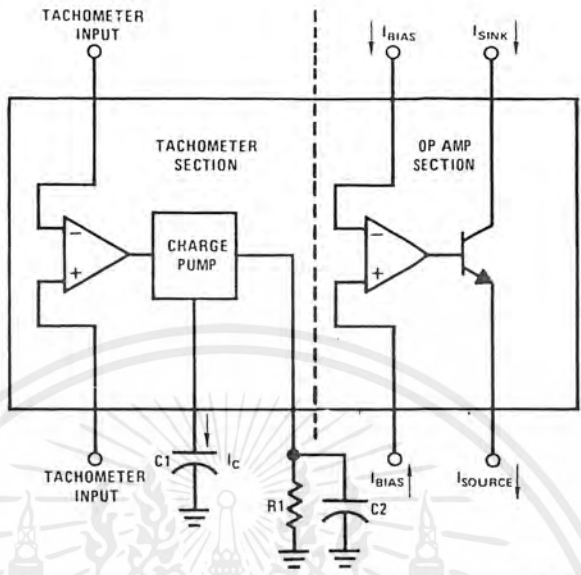 TACHOMETER
INPUT
I_BIAS
I_SINK
TACHOMETER
SECTION
OP AMP
SECTION
−
+
CHARGE
PUMP
−
+
TACHOMETER
INPUT
C1
I_C
R1
C2
I_BIAS
I_SOURCE